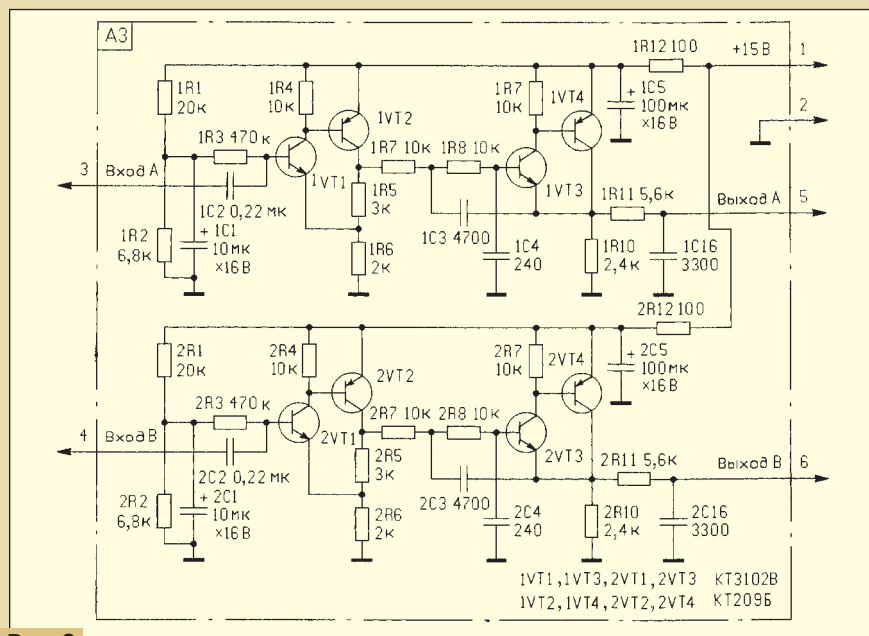 А3
1R12 100
+15В
1
1R1
20к
1R4
10к
1VT2
1R7
10к
1VT4
+ 1C5
100мк
×16В
2
1R3 470 к
3
Вход А
1R7 10к
1R8 10к
1VT1
1VT3
1C2 0,22 мк
1R5
3к
1R11 5,6к
Выход А
5
1R2
6,8к
+ 1C1
10мк
×16В
1R6
2к
1C3 4700
1C4
240
1R10
2,4к
1C16
3300
2R12 100
2R1
20к
2R4
10к
2VT2
2R7
10к
2VT4
+ 2C5
100мк
×16В
2R3 470 к
4
Вход В
2R7 10к
2R8 10к
2VT1
2VT3
2C2 0,22 мк
2R5
3к
2R11 5,6к
Выход В
6
2R2
6,8к
+ 2C1
10мк
×16В
2R6
2к
2C3 4700
2C4
240
2R10
2,4к
2C16
3300
1VT1,1VT3,2VT1,2VT3 КТ3102В
1VT2,1VT4,2VT2,2VT4 КТ209Б